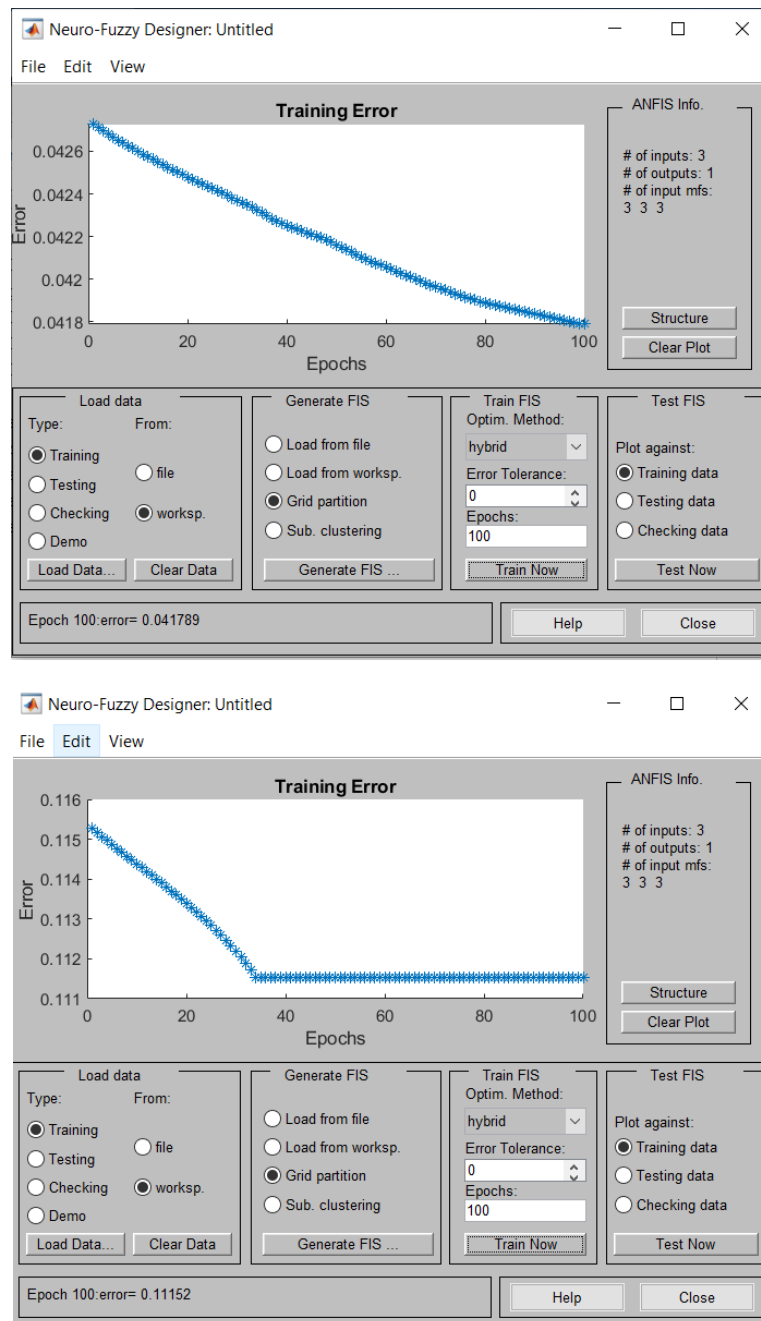 Neuro-Fuzzy Designer: Untitled
File Edit View
Training Error
0.0426
0.0424
0.0422
0.042
0.0418
Error
0 20 40 60 80 100
Epochs
ANFIS Info.
# of inputs: 3
# of outputs: 1
# of input mfs:
3 3 3
Structure
Clear Plot
Load data
Type: From:
Training
file
Testing
Checking worksp.
Demo
Load Data... Clear Data
Generate FIS
Load from file
Load from worksp.
Grid partition
Sub. clustering
Generate FIS ...
Train FIS
Optim. Method:
hybrid
Error Tolerance:
0
Epochs:
100
Train Now
Test FIS
Plot against:
Training data
Testing data
Checking data
Test Now
Epoch 100:error= 0.041789
Help Close
Neuro-Fuzzy Designer: Untitled
File Edit View
Training Error
0.116
0.115
0.114
0.113
0.112
0.111
Error
0 20 40 60 80 100
Epochs
ANFIS Info.
# of inputs: 3
# of outputs: 1
# of input mfs:
3 3 3
Structure
Clear Plot
Load data
Type: From:
Training
file
Testing
Checking worksp.
Demo
Load Data... Clear Data
Generate FIS
Load from file
Load from worksp.
Grid partition
Sub. clustering
Generate FIS ...
Train FIS
Optim. Method:
hybrid
Error Tolerance:
0
Epochs:
100
Train Now
Test FIS
Plot against:
Training data
Testing data
Checking data
Test Now
Epoch 100:error= 0.11152
Help Close